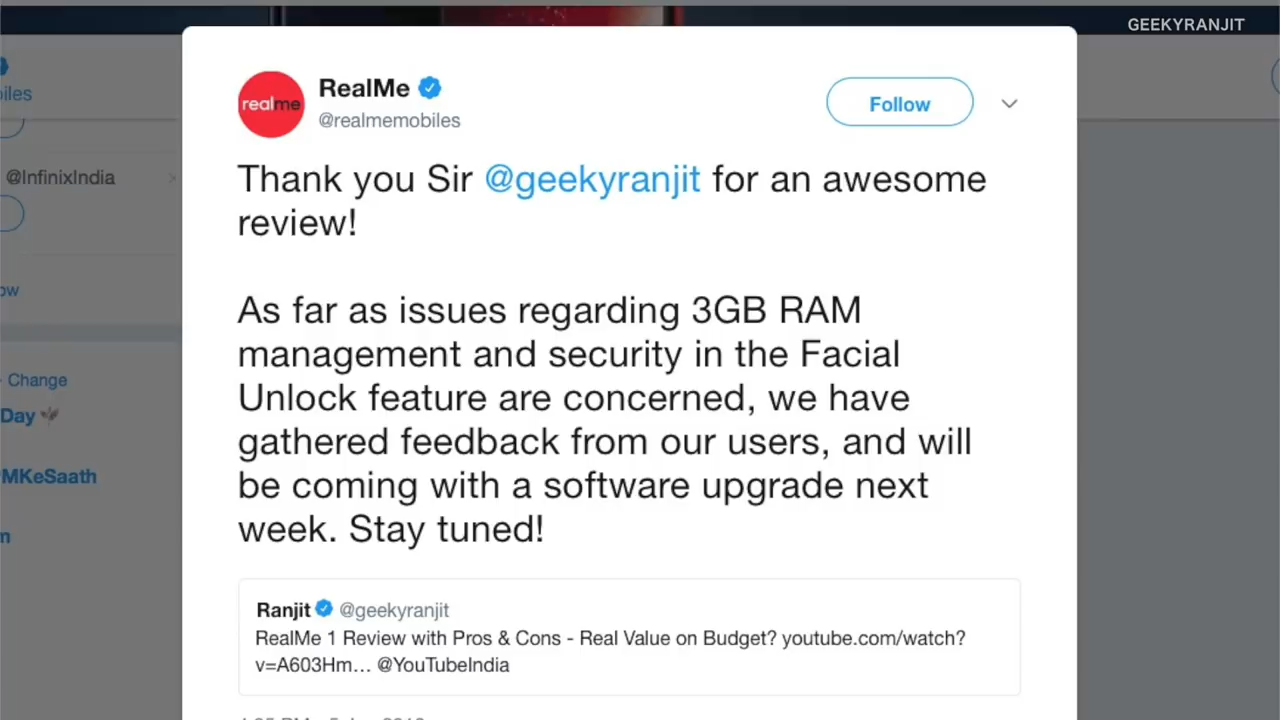 GEEKYRANJIT
realme
RealMe
@realmemobiles
Follow
Thank you Sir @geekyranjit for an awesome
review!
As far as issues regarding 3GB RAM
management and security in the Facial
Unlock feature are concerned, we have
gathered feedback from our users, and will
be coming with a software upgrade next
week. Stay tuned!
Ranjit @geekyranjit
RealMe 1 Review with Pros & Cons - Real Value on Budget? youtube.com/watch?
v=A603Hm... @YouTubeIndia
@InfinixIndia
Change
Day
MKeSaath